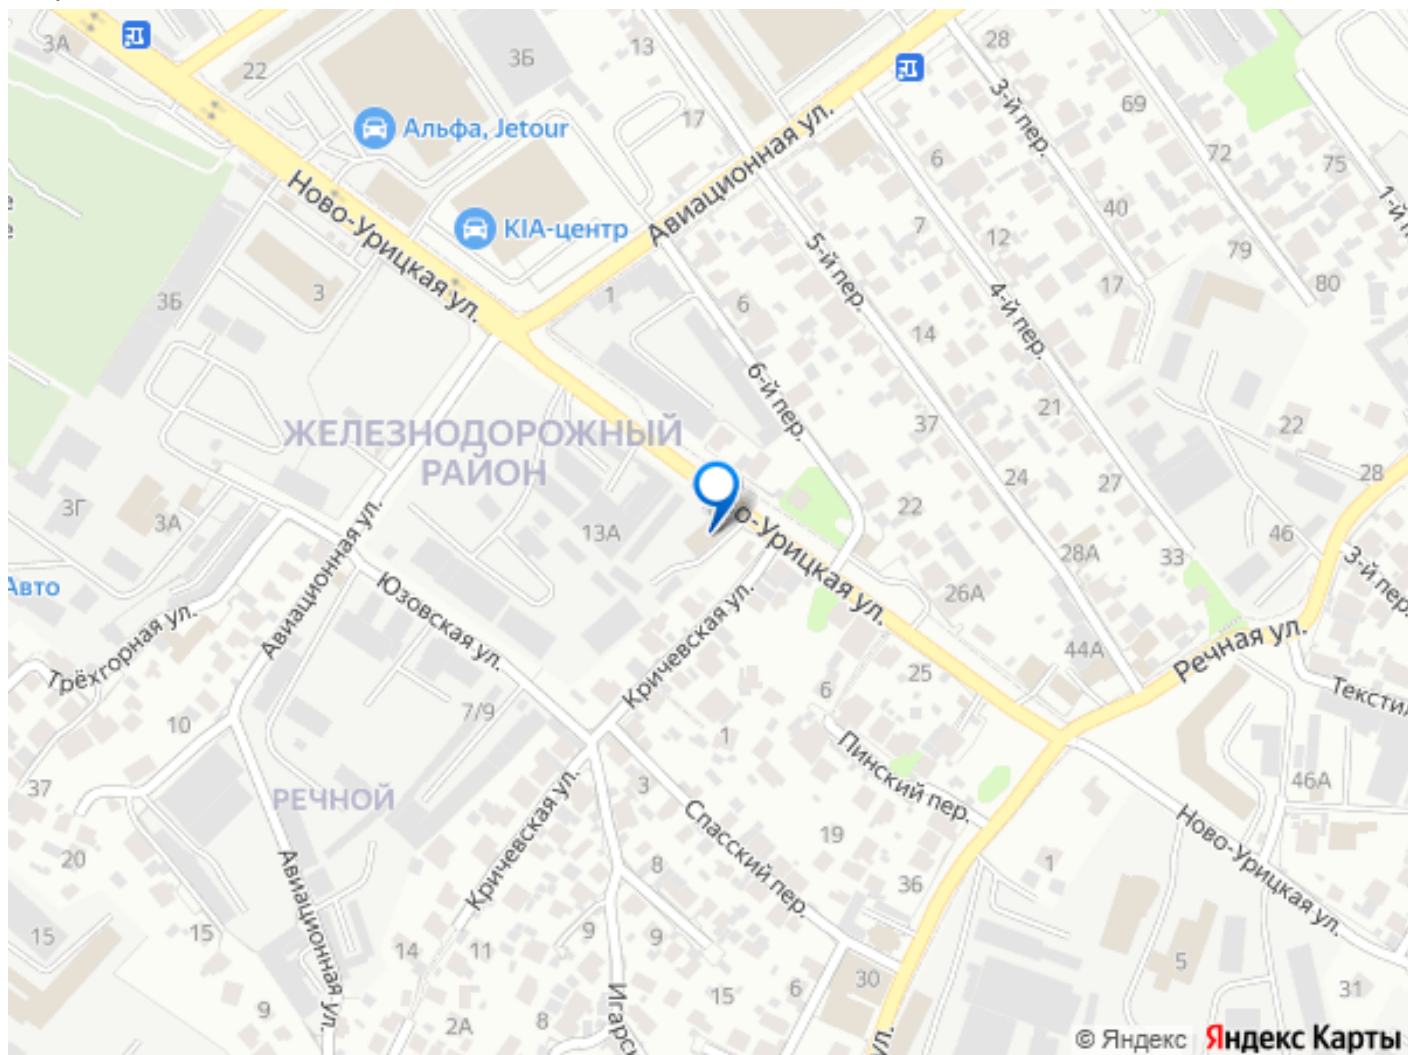 3А
22
3Б
13
28
Альфа, Jetour
17
3-й пер.
69
Авиационная ул.
6
72
75
Ново-Урицкая ул.
KIA-центр
7
12
40
1-й п
79
5-й пер.
3Б
3
1
6
4-й пер.
17
80
14
6-й пер.
21
ЖЕЛЕЗНОДОРОЖНЫЙ
РАЙОН
37
22
24
27
28
3Г
3А
13А
22
46
Авиационная ул.
о-Урицкая ул.
28А
33
3-й пер.
Авто
Юзовская ул.
26А
Трёхгорная ул.
Кричевская ул.
44А
Речная ул.
25
6
Текстил
10
7/9
1
Пинский пер.
37
РЕЧНОЙ
3
46А
Кричевская ул.
Спасский пер.
19
Ново-Урицкая ул.
20
Авиационная ул.
8
36
1
15
15
14
11
9
9
30
5
9
2А
8
Игарс
15
6
31
ул.
© Яндекс Яндекс Карты